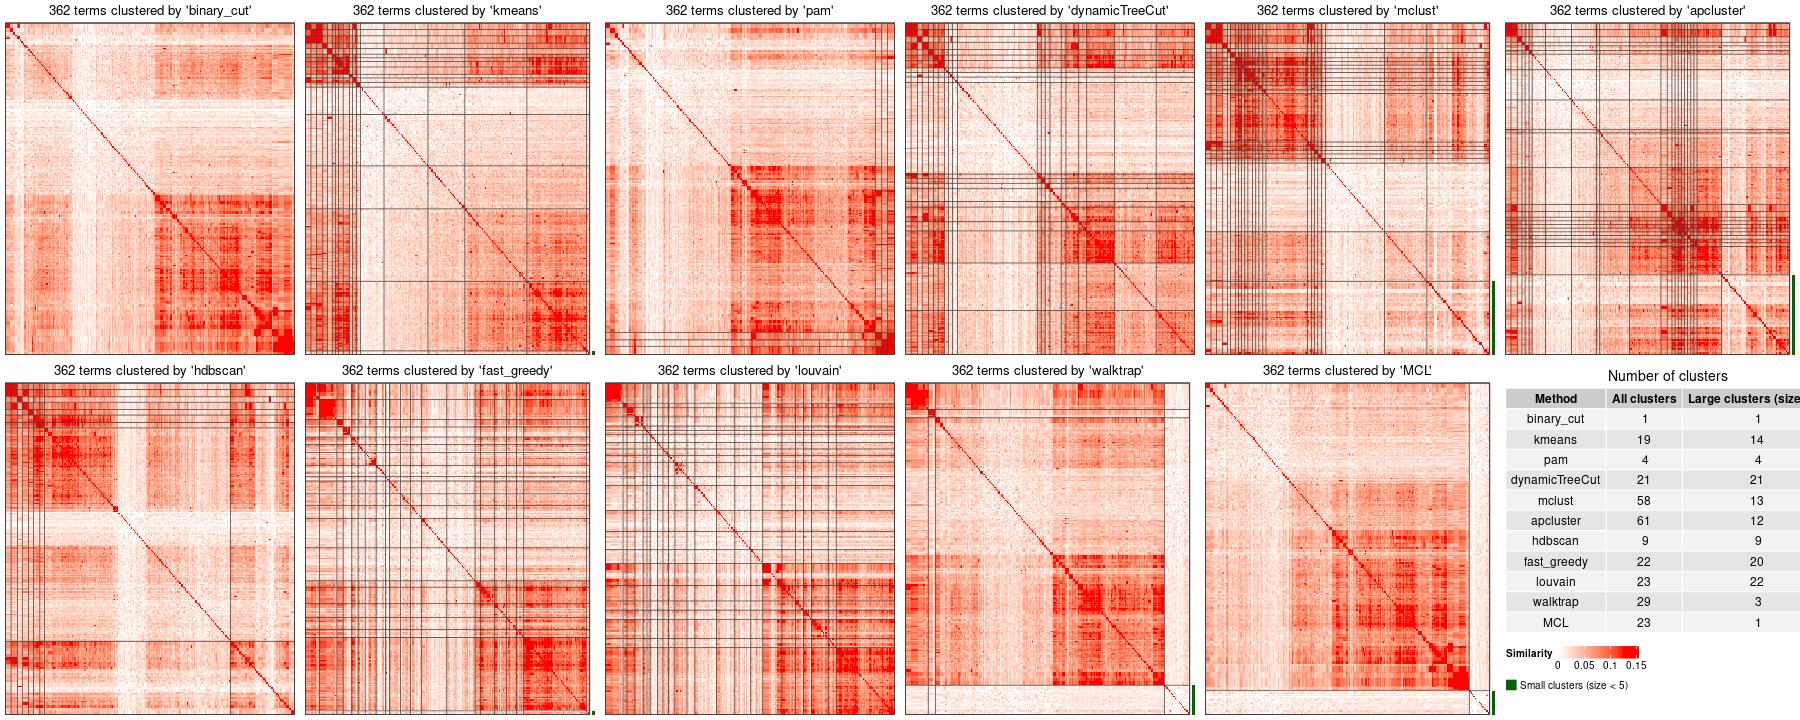 362 terms clustered by 'binary_cut'
362 terms clustered by 'kmeans'
362 terms clustered by 'pam'
362 terms clustered by 'dynamicTreeCut'
362 terms clustered by 'mclust'
362 terms clustered by 'apcluster'
362 terms clustered by 'hdbscan'
362 terms clustered by 'fast_greedy'
362 terms clustered by 'louvain'
362 terms clustered by 'walktrap'
362 terms clustered by 'MCL'
Number of clusters
Method All clusters Large clusters (size
binary_cut 1 1
kmeans 19 14
pam 4 4
dynamicTreeCut 21 21
mclust 58 13
apcluster 61 12
hdbscan 9 9
fast_greedy 22 20
louvain 23 22
walktrap 29 3
MCL 23 1
Similarity
0 0.05 0.1 0.15
Small clusters (size < 5)